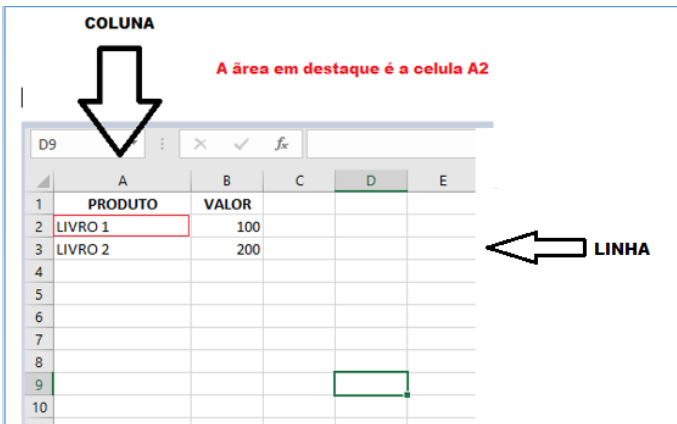 COLUNA
A ãrea em destaque é a celula A2
D9 fx
A B C D E
1 PRODUTO VALOR
2 LIVRO 1 100
3 LIVRO 2 200
LINHA
4
5
6
7
8
9
10